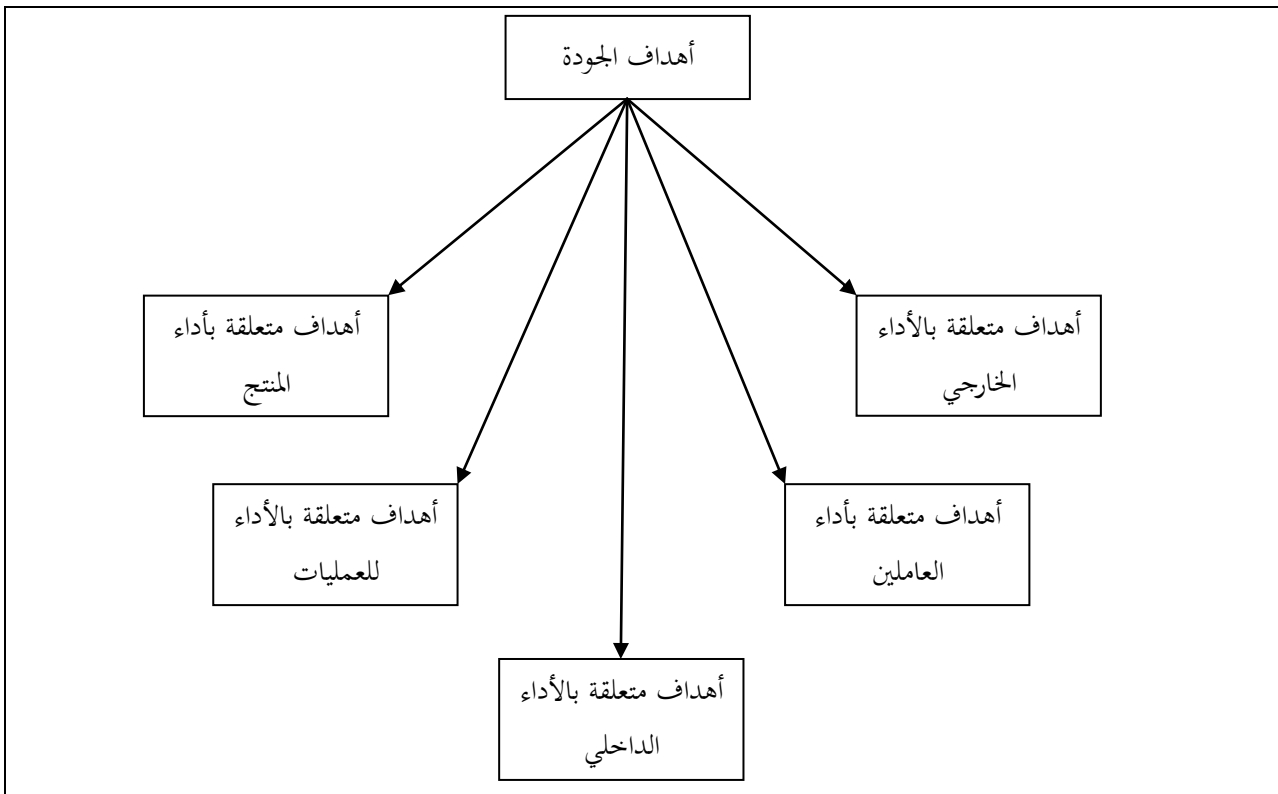 أهداف الجودة
أهداف متعلقة بالأداء
الخارجي
أهداف متعلقة بأداء
المنتج
أهداف متعلقة بأداء
العاملين
أهداف متعلقة بالأداء
للعمليات
أهداف متعلقة بالأداء
الداخلي